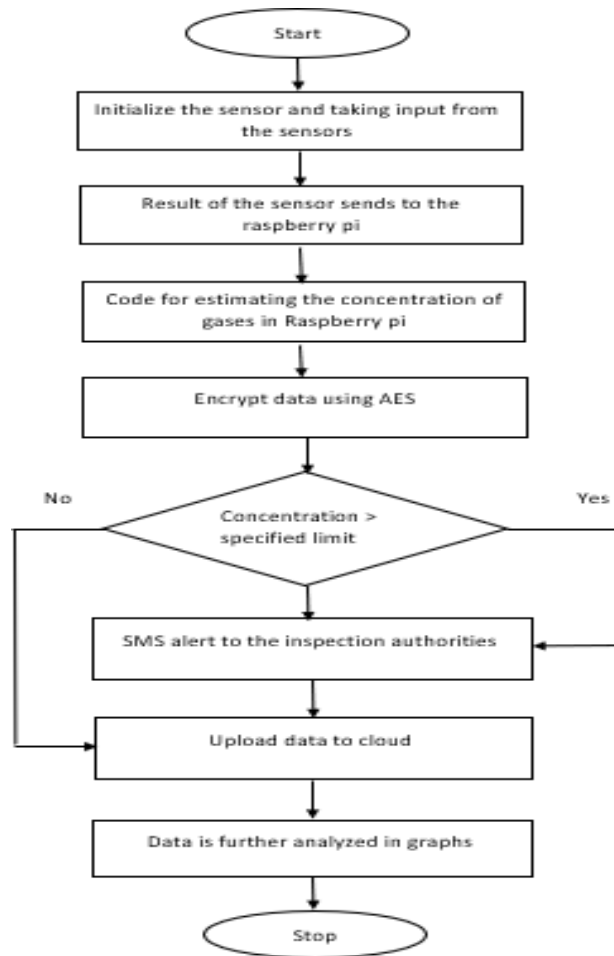 Start
Initialize the sensor and taking input from
the sensors
Result of the sensor sends to the
raspberry pi
Code for estimating the concentration of
gases in Raspberry pi
Encrypt data using AES
No
Yes
Concentration >
specified limit
SMS alert to the inspection authorities
Upload data to cloud
Data is further analyzed in graphs
Stop